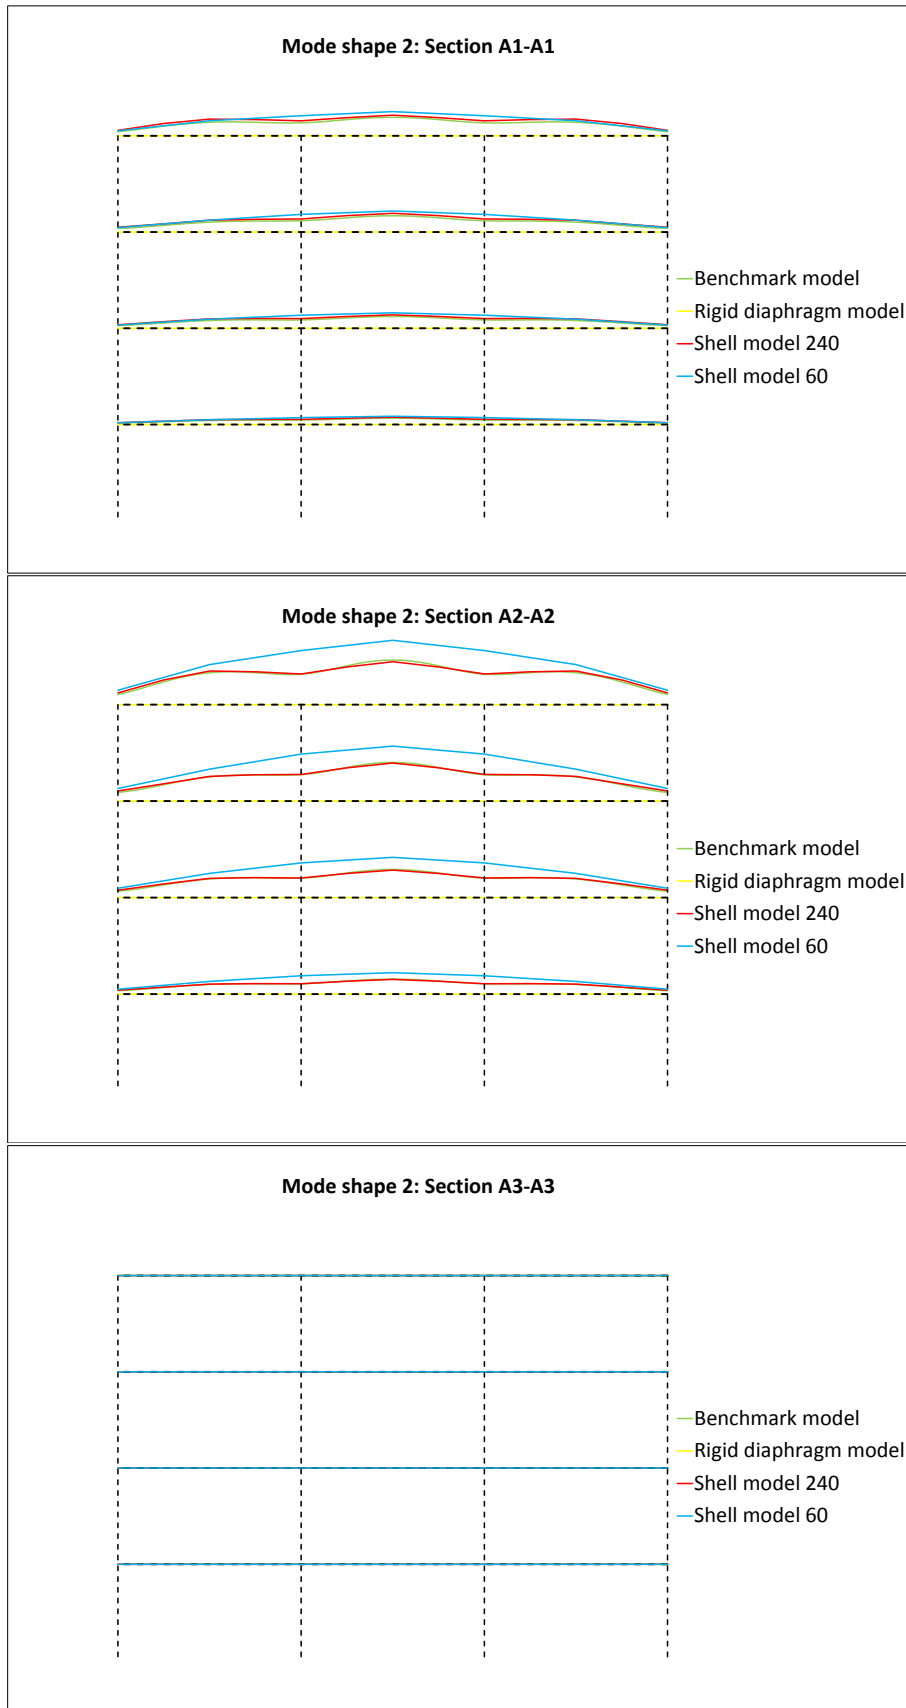 Mode shape 2: Section A1-A1
Benchmark model
Rigid diaphragm model
Shell model 240
Shell model 60
Mode shape 2: Section A2-A2
Benchmark model
Rigid diaphragm model
Shell model 240
Shell model 60
Mode shape 2: Section A3-A3
Benchmark model
Rigid diaphragm model
Shell model 240
Shell model 60